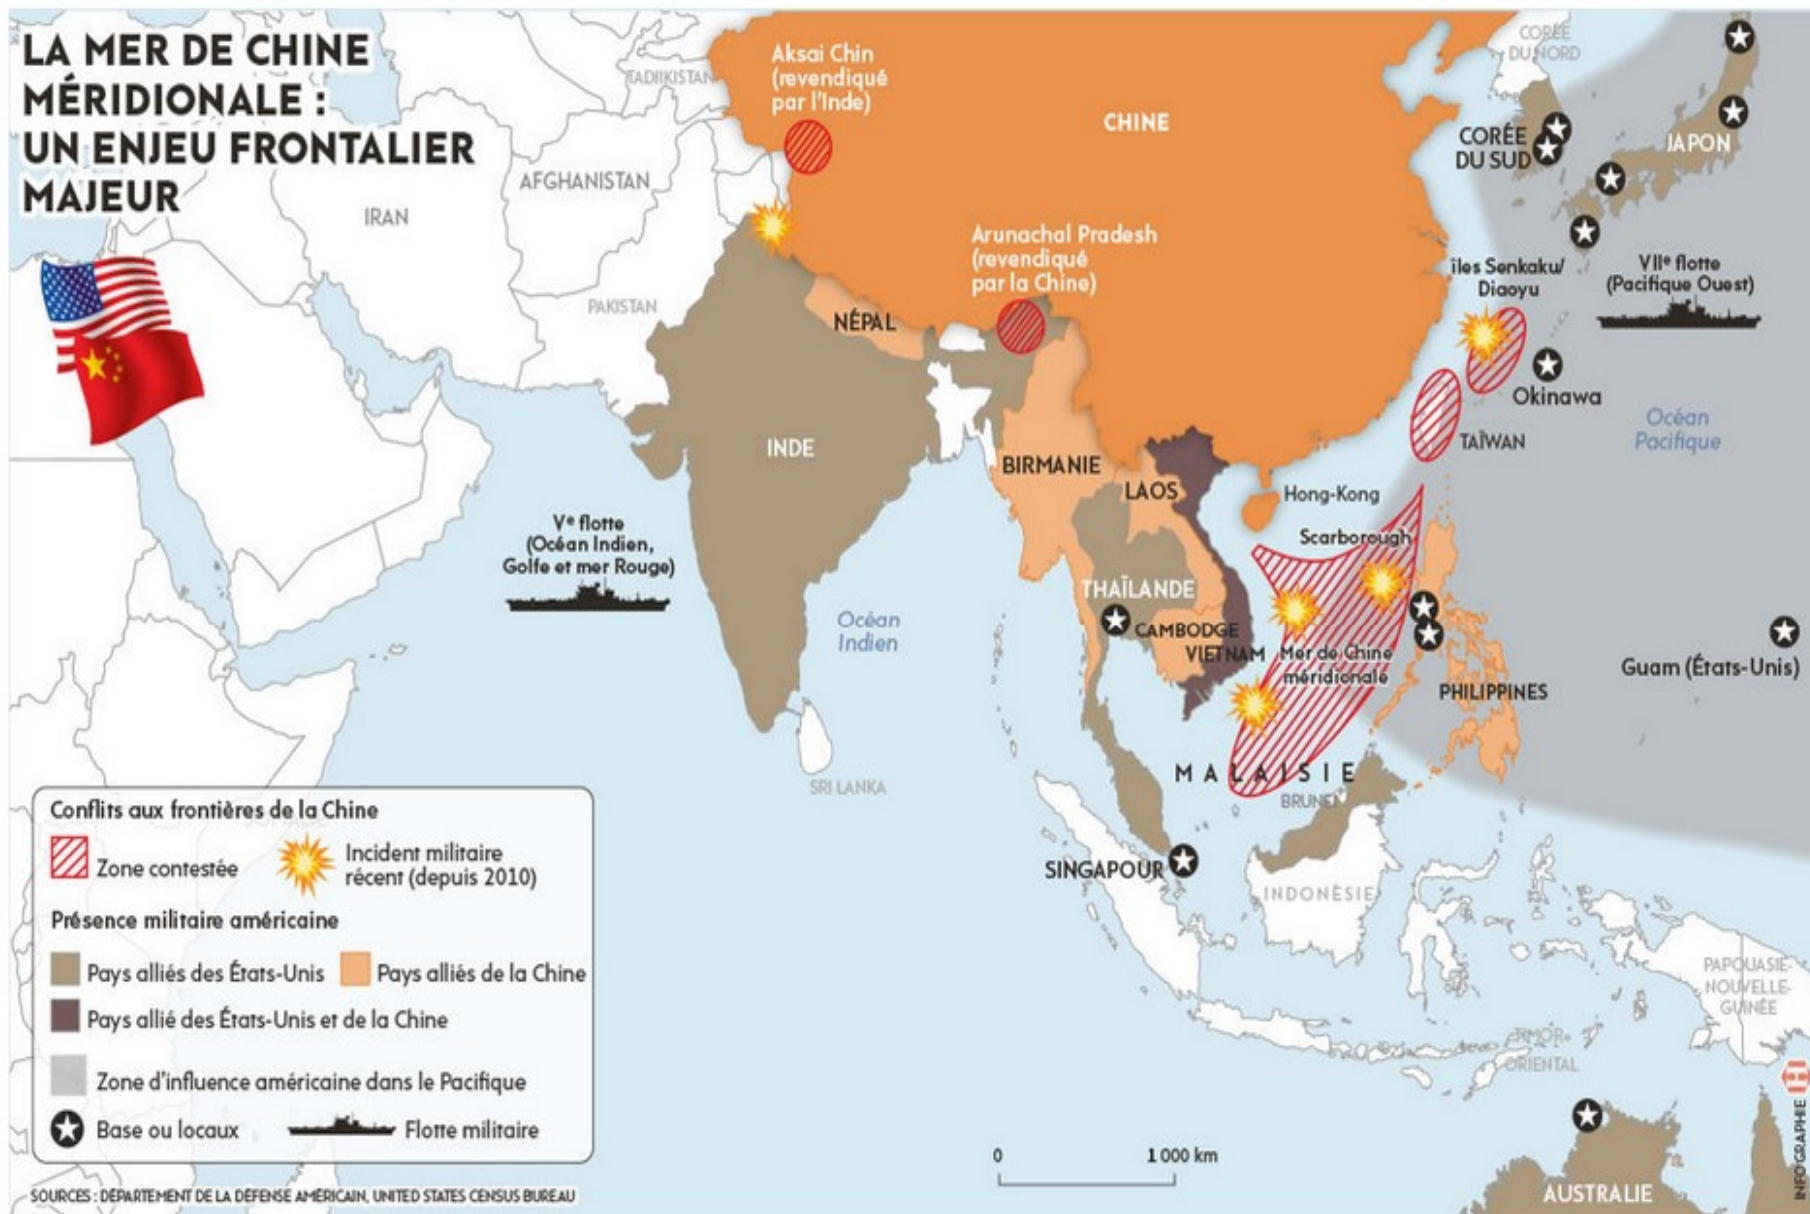 LA MER DE CHINE
MÉRIDIONALE :
UN ENJEU FRONTALIER
MAJEUR
Aksai Chin
(revendiqué
par l'Inde)
TADJIKISTAN
CHINE
CORÉE
DU NORD
CORÉE
DU SUD
JAPON
AFGHANISTAN
IRAN
PAKISTAN
Arunachal Pradesh
(revendiqué
par la Chine)
NÉPAL
îles Senkaku/
Diaoyu
VIIe flotte
(Pacifique Ouest)
Okinawa
Océan
Pacifique
TAÏWAN
INDE
BIRMANIE
LAOS
Hong-Kong
Scarborough
Ve flotte
(Océan Indien,
Golfe et mer Rouge)
THAÏLANDE
Océan
Indien
CAMBODGE
VIETNAM
Mer de Chine
méridionale
Guam (États-Unis)
PHILIPPINES
MALAISIE
BRUNEI
SRI LANKA
SINGAPOUR
INDONÉSIE
PAPOUASIE-
NOUVELLE-
GUINÉE
TIMOR-
ORIENTAL
AUSTRALIE
Conflits aux frontières de la Chine
Zone contestée
Incident militaire
récent (depuis 2010)
Présence militaire américaine
Pays alliés des États-Unis
Pays alliés de la Chine
Pays allié des États-Unis et de la Chine
Zone d'influence américaine dans le Pacifique
Base ou locaux
Flotte militaire
0
1 000 km
SOURCES : DÉPARTEMENT DE LA DÉFENSE AMÉRICAIN, UNITED STATES CENSUS BUREAU
INFOGRAPHIE
H